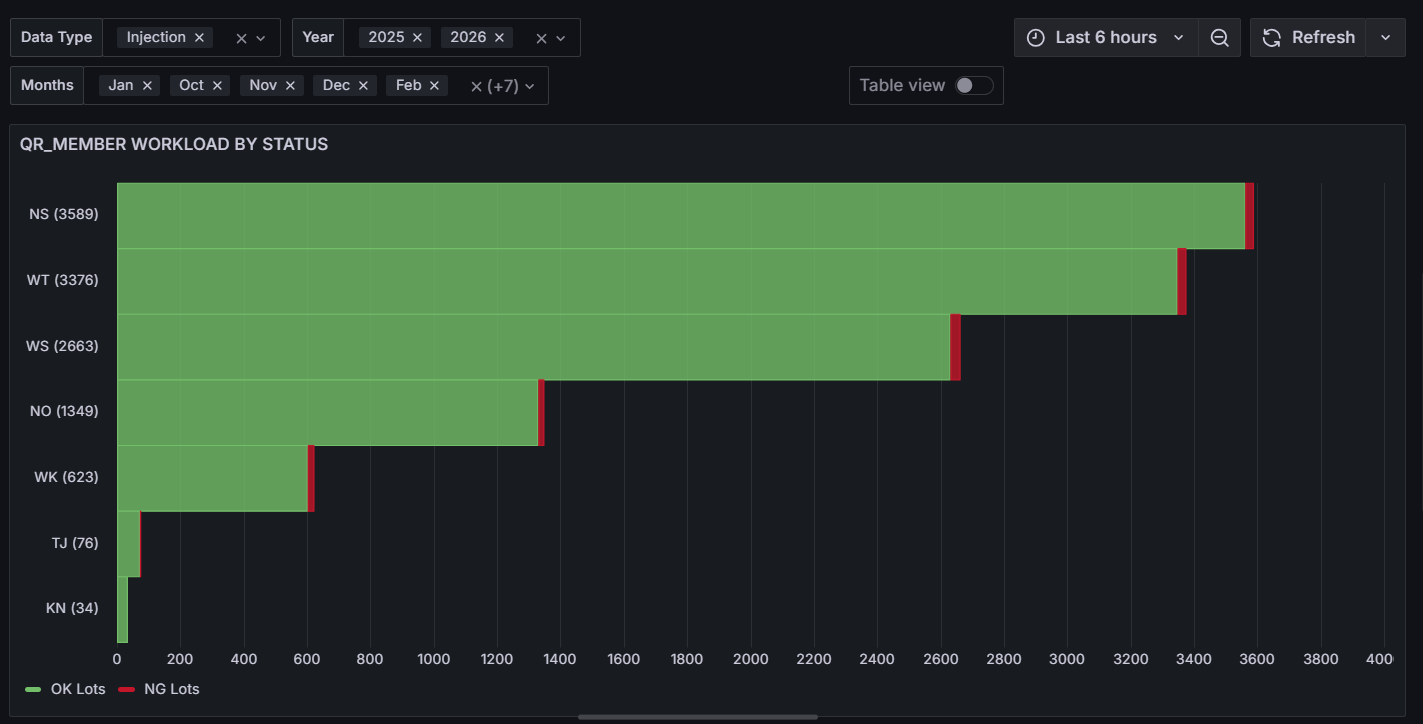 Data Type Injection Year 2025 2026 Last 6 hours Refresh
Months Jan Oct Nov Dec Feb (+7) Table view
QR_MEMBER WORKLOAD BY STATUS
NS (3589)
WT (3376)
WS (2663)
NO (1349)
WK (623)
TJ (76)
KN (34)
0 200 400 600 800 1000 1200 1400 1600 1800 2000 2200 2400 2600 2800 3000 3200 3400 3600 3800 400
OK Lots NG Lots